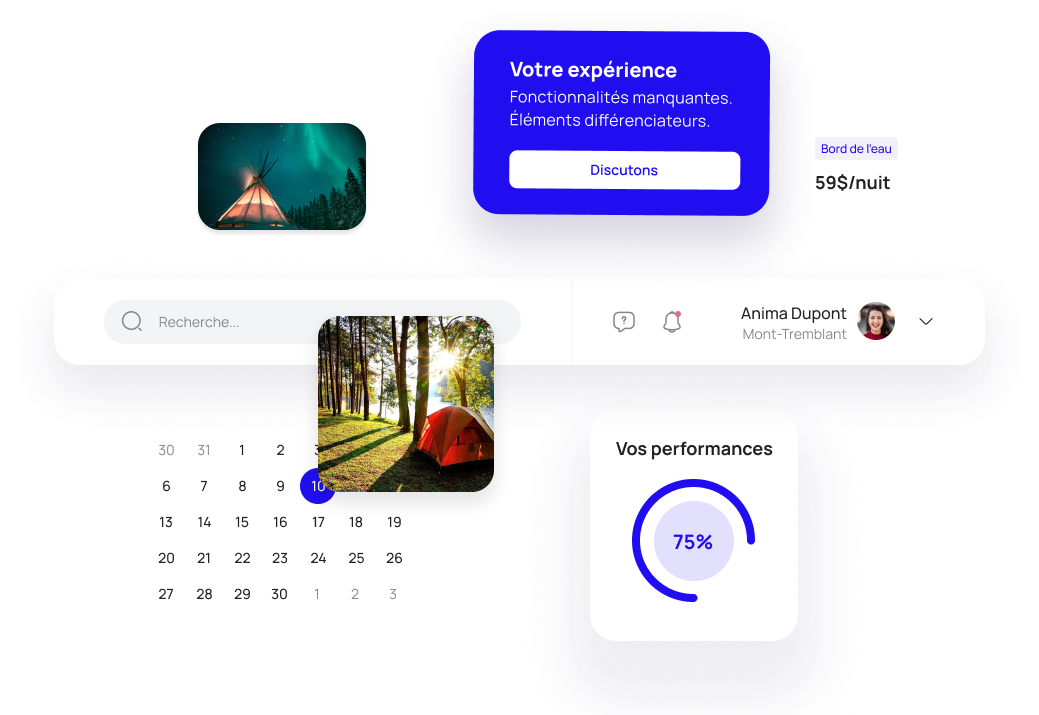 Votre expérience
Fonctionnalités manquantes.
Éléments différenciateurs.
Discutons
Bord de l'eau
59$/nuit
Recherche...
?
Anima Dupont
Mont-Tremblant
30 31 1 2
6 7 8 9 10
13 14 15 16 17 18 19
20 21 22 23 24 25 26
27 28 29 30 1 2 3
Vos performances
75%